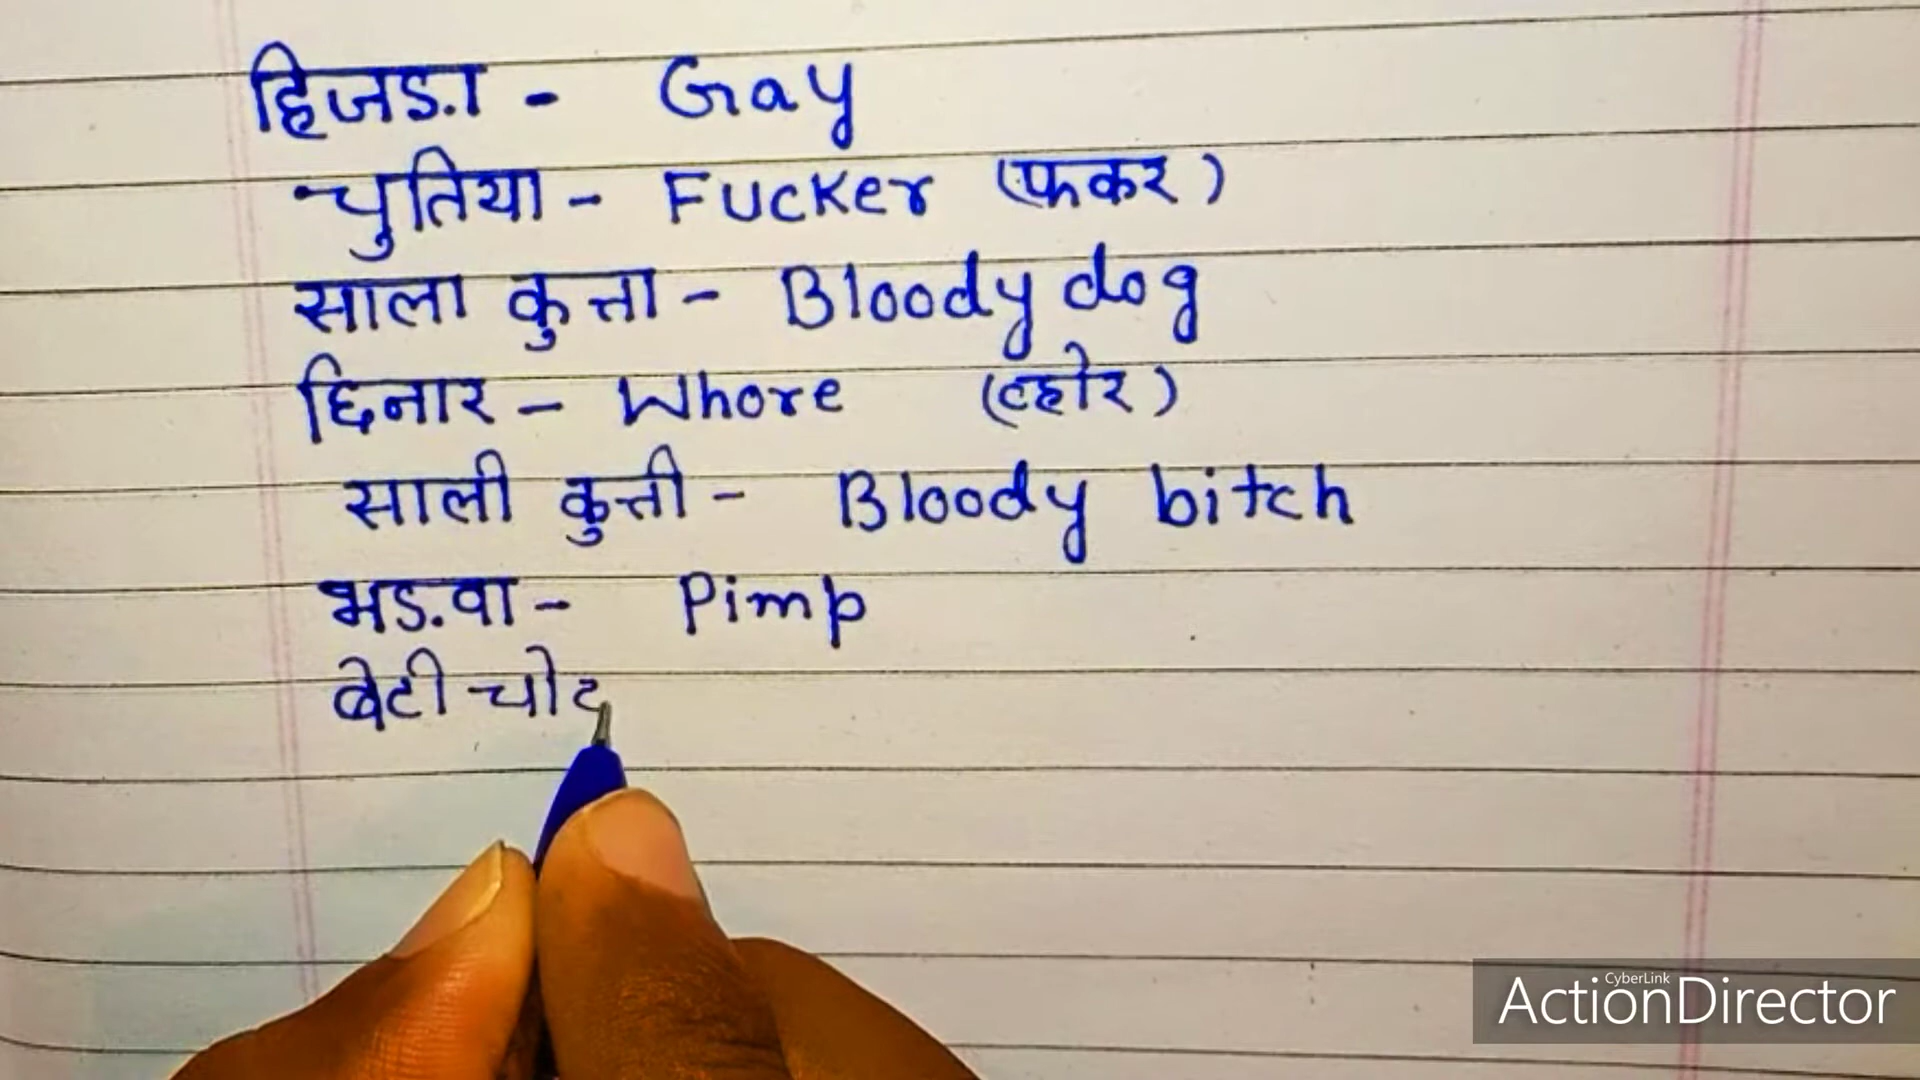 हिजड़ा - Gay
चुतिया - Fucker (फकर)
साला कुत्ता - Bloody dog
छिनार - Whore (व्होर)
साली कुत्ती - Bloody bitch
भड़वा - Pimp
बेटी चोद
CyberLink
ActionDirector